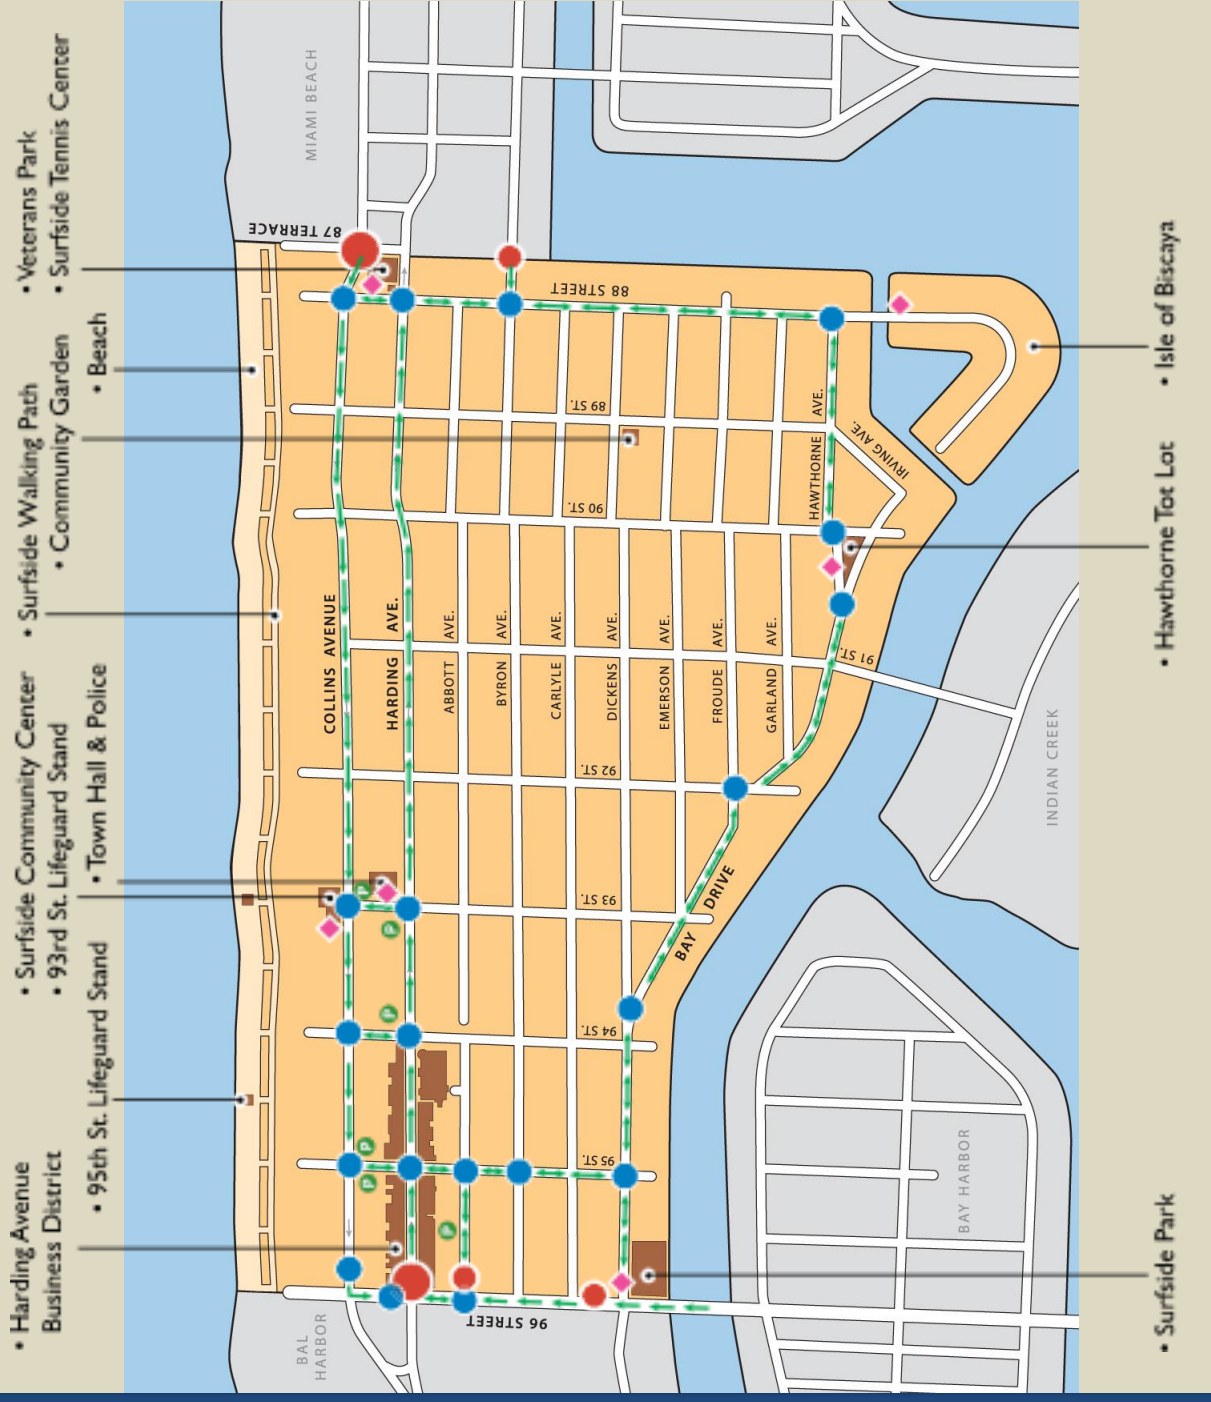 • Veterans Park
• Surfside Tennis Center
• Beach
• Surfside Walking Path
• Community Garden
• Surfside Community Center
• 93rd St. Lifeguard Stand
• Town Hall & Police
• 95th St. Lifeguard Stand
• Harding Avenue
Business District
MIAMI BEACH
87 TERRACE
88 STREET
89 ST.
90 ST.
91 ST.
92 ST.
93 ST.
94 ST.
95 ST.
96 STREET
COLLINS AVENUE
HARDING AVE.
ABBOTT AVE.
BYRON AVE.
CARLYLE AVE.
DICKENS AVE.
EMERSON AVE.
FROUDE AVE.
GARLAND AVE.
HAWTHORNE AVE.
IRVING AVE.
BAY DRIVE
P
P
P
P
P
P
BAL
HARBOR
BAY HARBOR
INDIAN CREEK
• Isle of Biscaya
• Hawthorne Tot Lot
• Surfside Park